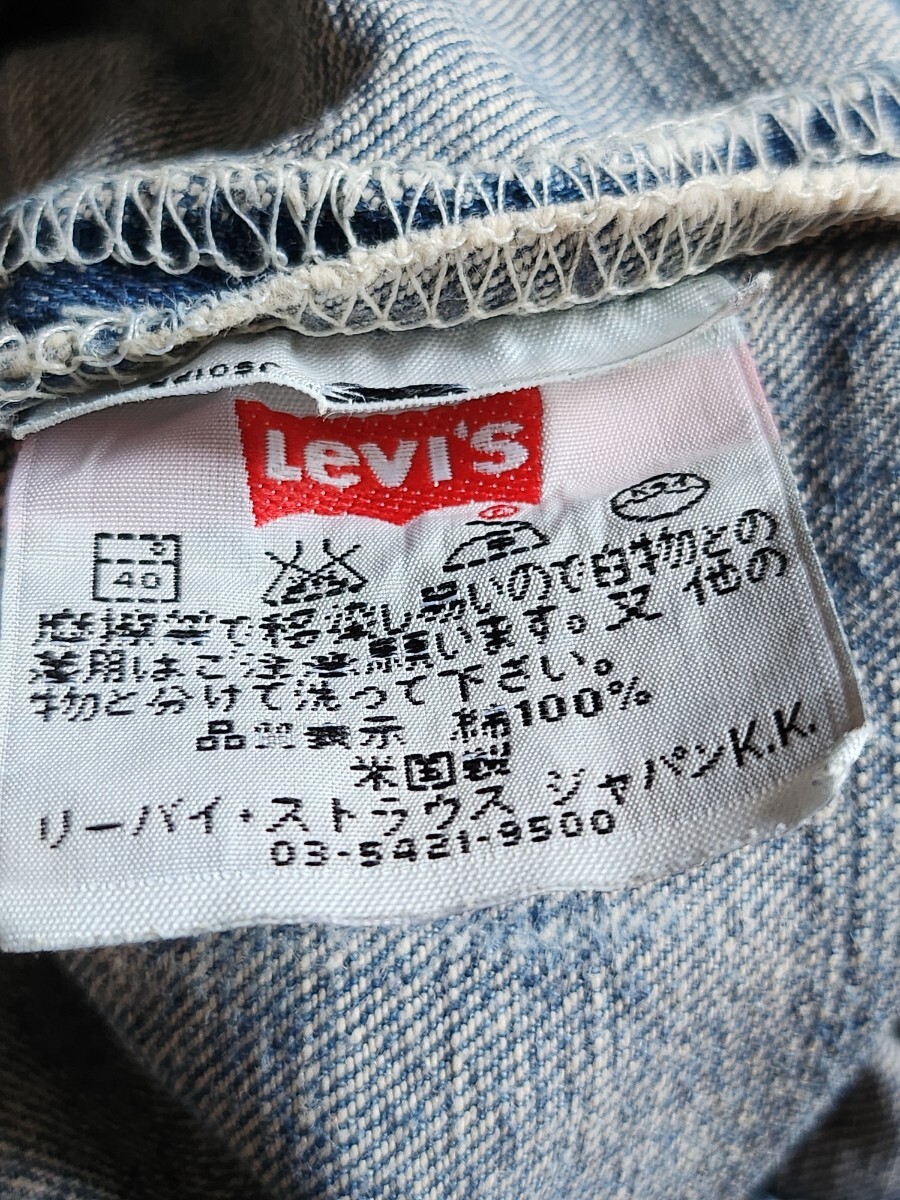 Levi's
40
ドライ
感摩擦等で移染し易いので白物との
兼用はご注意願います。又 他の
物と分けて洗って下さい。
品質表示 綿100%
米国製
リーバイ・ストラウス ジャパンK.K.
03-5421-9500